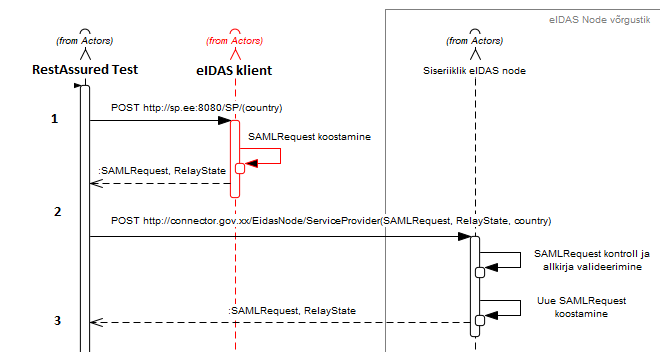 eIDAS Node võrgustik
(from Actors)
(from Actors)
(from Actors)
RestAssured Test
eIDAS klient
Siseriiklik eIDAS node
POST http://sp.ee:8080/SP/(country)
1
SAMLRequest koostamine
:SAMLRequest, RelayState
2
POST http://connector.gov.xx/EidasNode/ServiceProvider(SAMLRequest, RelayState, country)
SAMLRequest kontroll ja
allkirja valideerimine
Uue SAMLRequest
koostamine
:SAMLRequest, RelayState
3